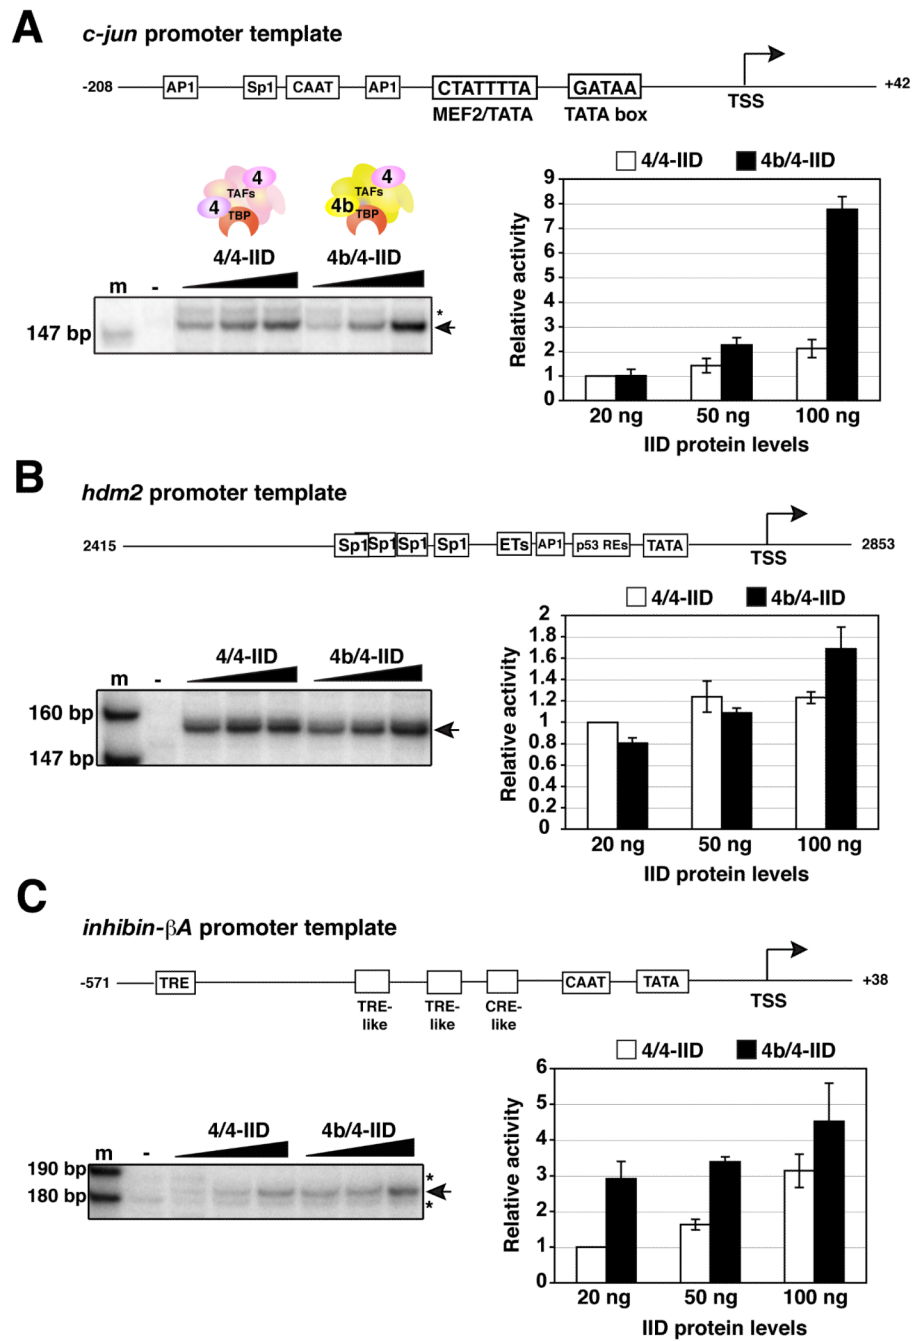 A
c-jun promoter template
-208 AP1 Sp1 CAAT AP1 CTATTTTA GATAA +42
MEF2/TATA TATA box TSS
4 TAFs 4 TBP
4 TAFs 4b TBP
4/4-IID 4b/4-IID
m -
*
147 bp
4/4-IID 4b/4-IID
Relative activity
9
8
7
6
5
4
3
2
1
0
20 ng 50 ng 100 ng
IID protein levels
B
hdm2 promoter template
2415 Sp1 Sp1 Sp1 Sp1 ETs AP1 p53 REs TATA 2853
TSS
4/4-IID 4b/4-IID
m -
160 bp
147 bp
4/4-IID 4b/4-IID
Relative activity
2
1.8
1.6
1.4
1.2
1
0.8
0.6
0.4
0.2
0
20 ng 50 ng 100 ng
IID protein levels
C
inhibin-βA promoter template
-571 TRE CAAT TATA +38
TSS
TRE-like TRE-like CRE-like
4/4-IID 4b/4-IID
m -
190 bp *
180 bp *
4/4-IID 4b/4-IID
Relative activity
6
5
4
3
2
1
0
20 ng 50 ng 100 ng
IID protein levels